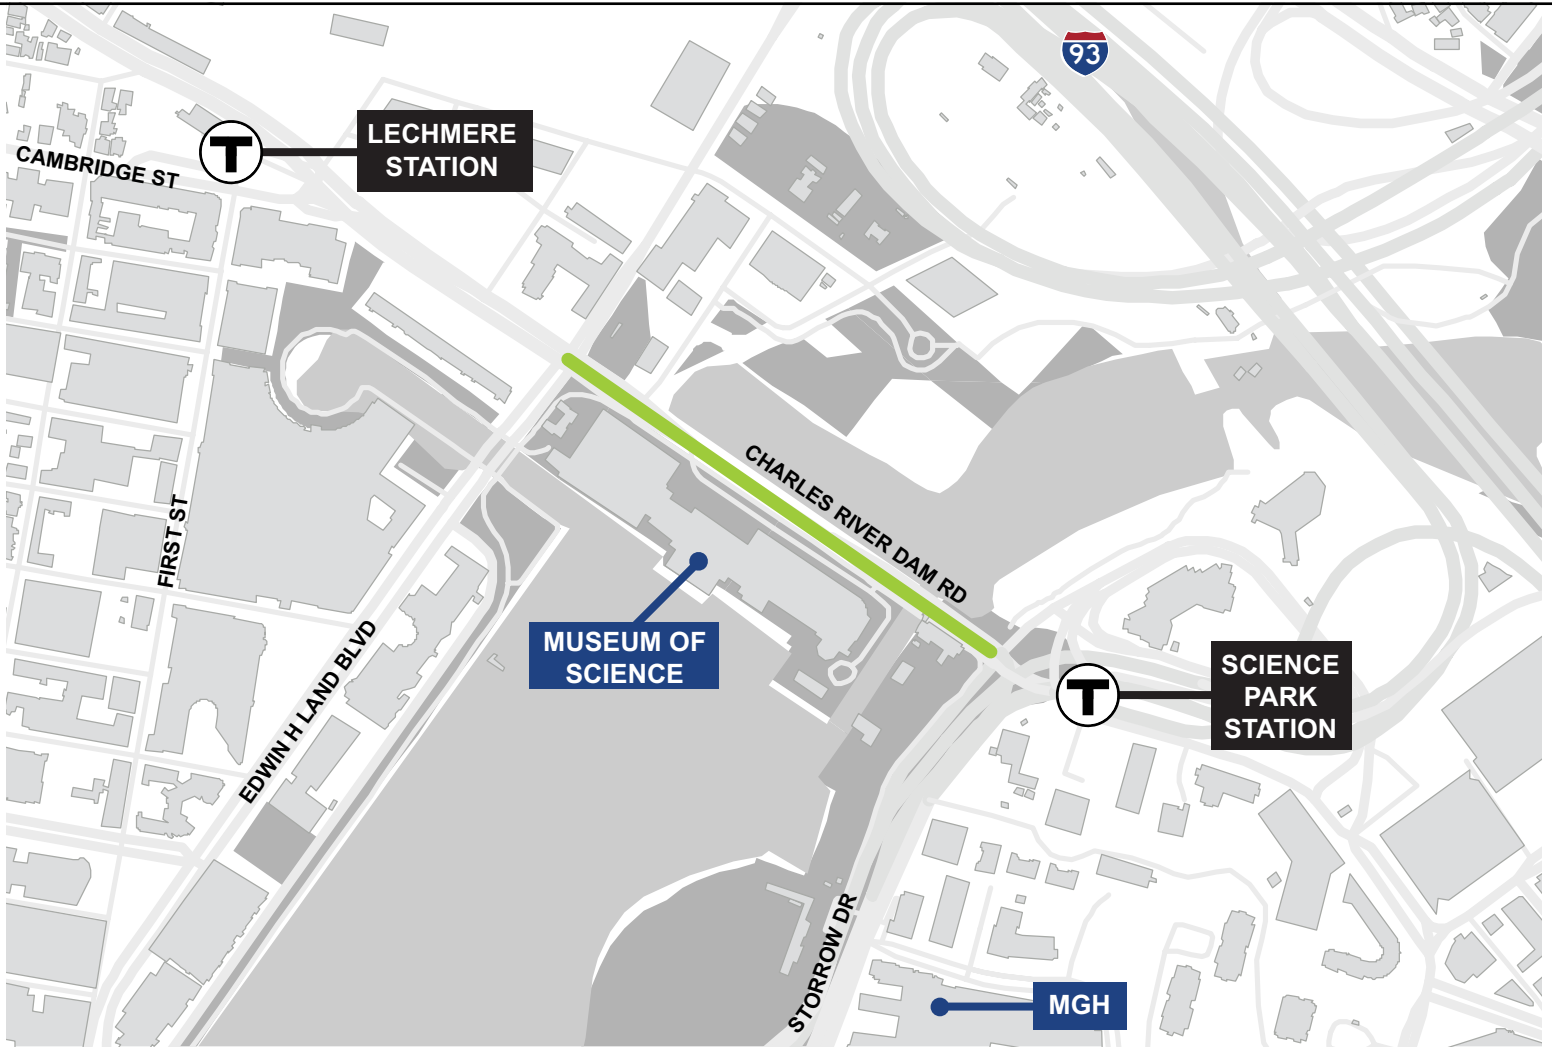 93
LECHMERE
STATION
T
CAMBRIDGE ST
CHARLES RIVER DAM RD
FIRST ST
MUSEUM OF
SCIENCE
EDWIN H LAND BLVD
T
SCIENCE
PARK
STATION
STORROW DR
MGH